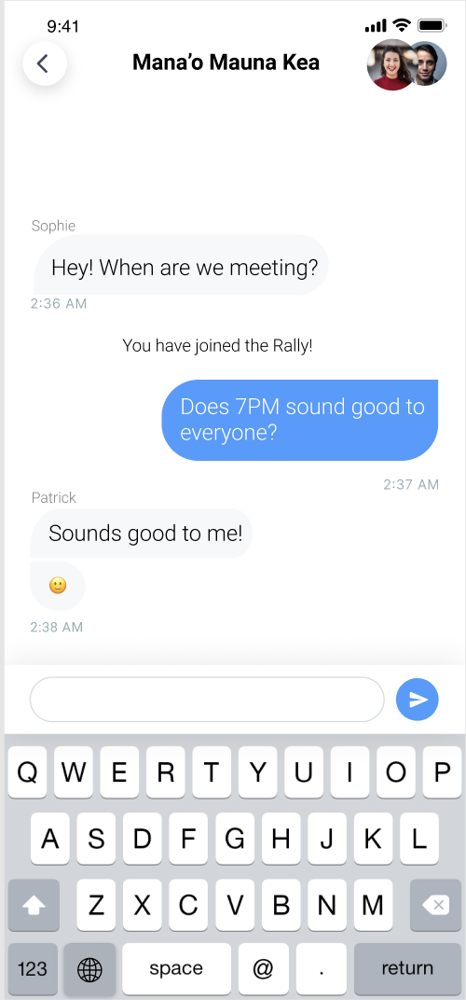 9:41
Mana’o Mauna Kea
Sophie
Hey! When are we meeting?
2:36 AM
You have joined the Rally!
Does 7PM sound good to
everyone?
2:37 AM
Patrick
Sounds good to me!
🙂
2:38 AM
Q W E R T Y U I O P
A S D F G H J K L
Z X C V B N M
123 space @ . return